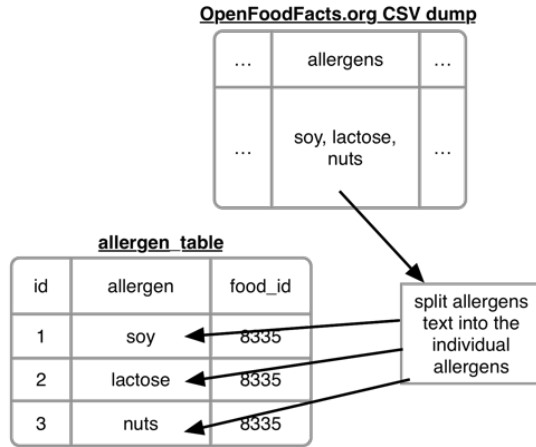 OpenFoodFacts.org CSV dump
... allergens ...
... soy, lactose, ...
nuts
allergen_table
id allergen food_id
1 soy 8335
2 lactose 8335
3 nuts 8335
split allergens
text into the
individual
allergens